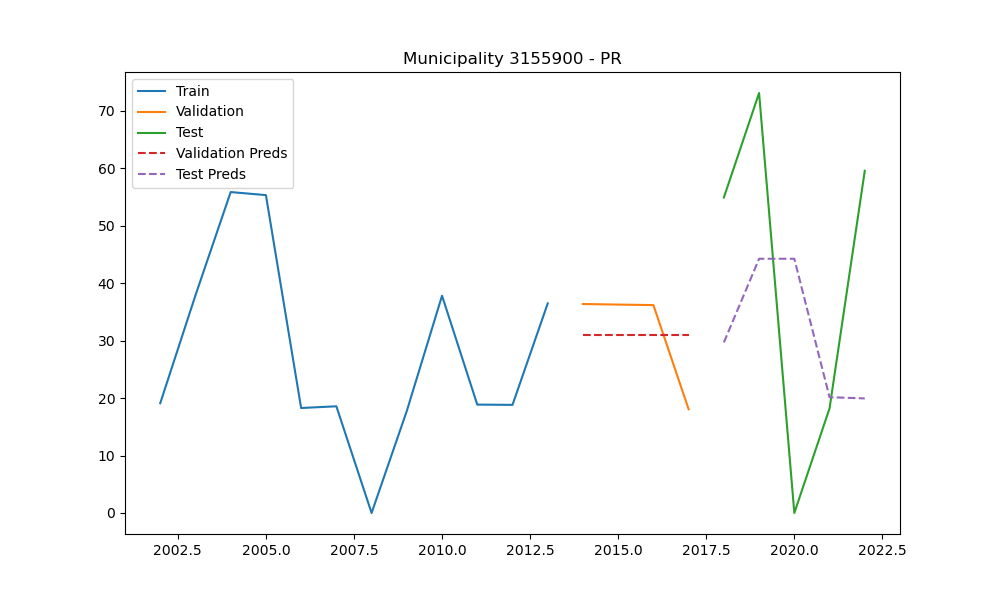 Municipality 3155900 - PR
Train
Validation
Test
Validation Preds
Test Preds
70
60
50
40
30
20
10
0
2002.5 2005.0 2007.5 2010.0 2012.5 2015.0 2017.5 2020.0 2022.5